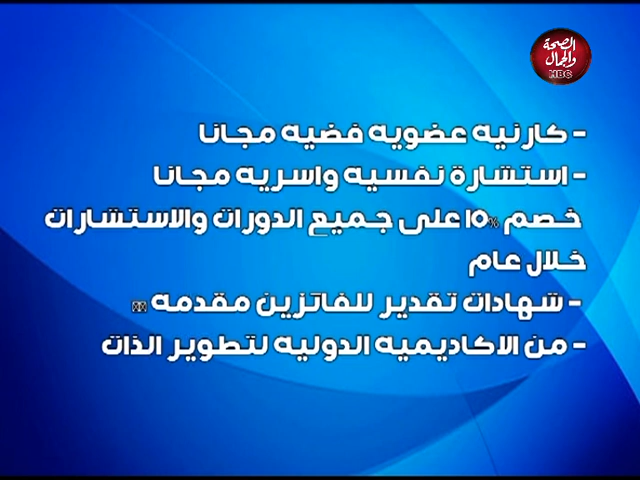 الصحة
والجمال
HBC
- كارنيه عضويه فضيه مجانا
- استشارة نفسيه واسريه مجانا
خصم %١٥ على جميع الدورات والاستشارات
خلال عام
- شهادات تقدير للفائزين مقدمه
- من الاكاديميه الدوليه لتطوير الذات